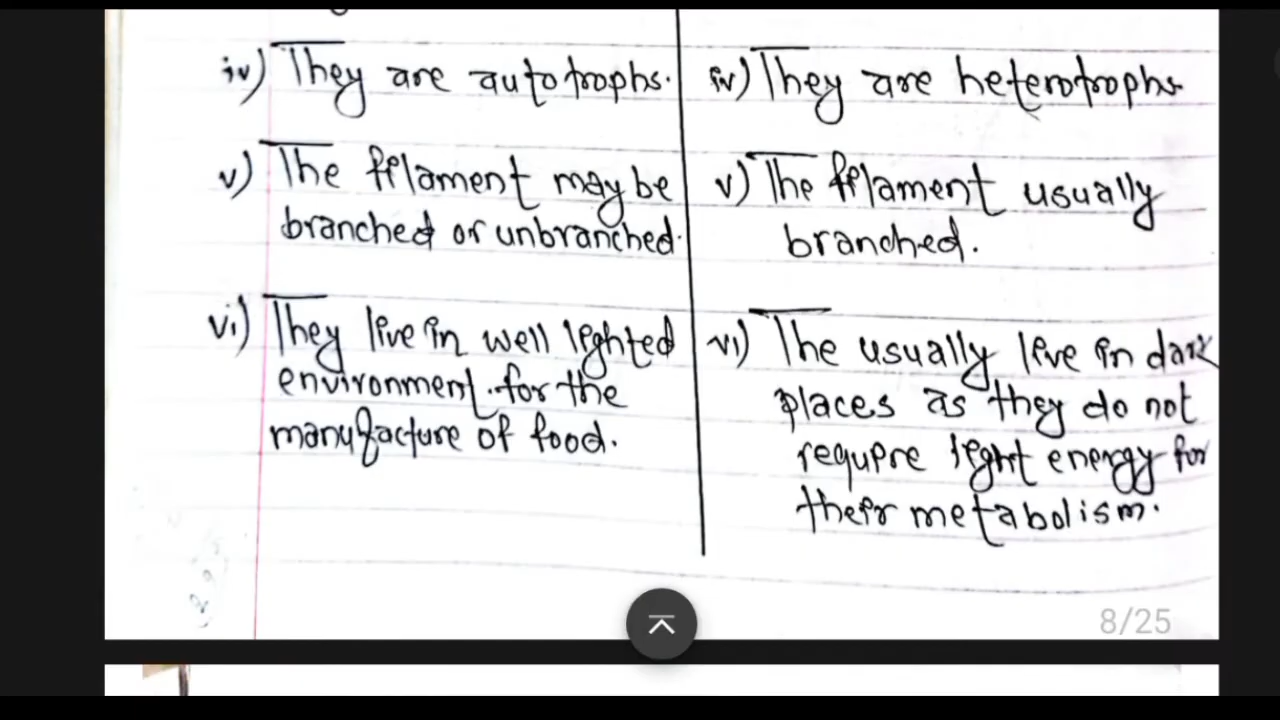 iv) They are autotrophs.
v) The filament may be
branched or unbranched.
vi) They live in well lighted
environment. for the
manufacture of food.
iv) They are heterotrophs
v) The filament usually
branched.
vi) The usually live in dark
places as they do not
require light energy for
their metabolism.
8/25